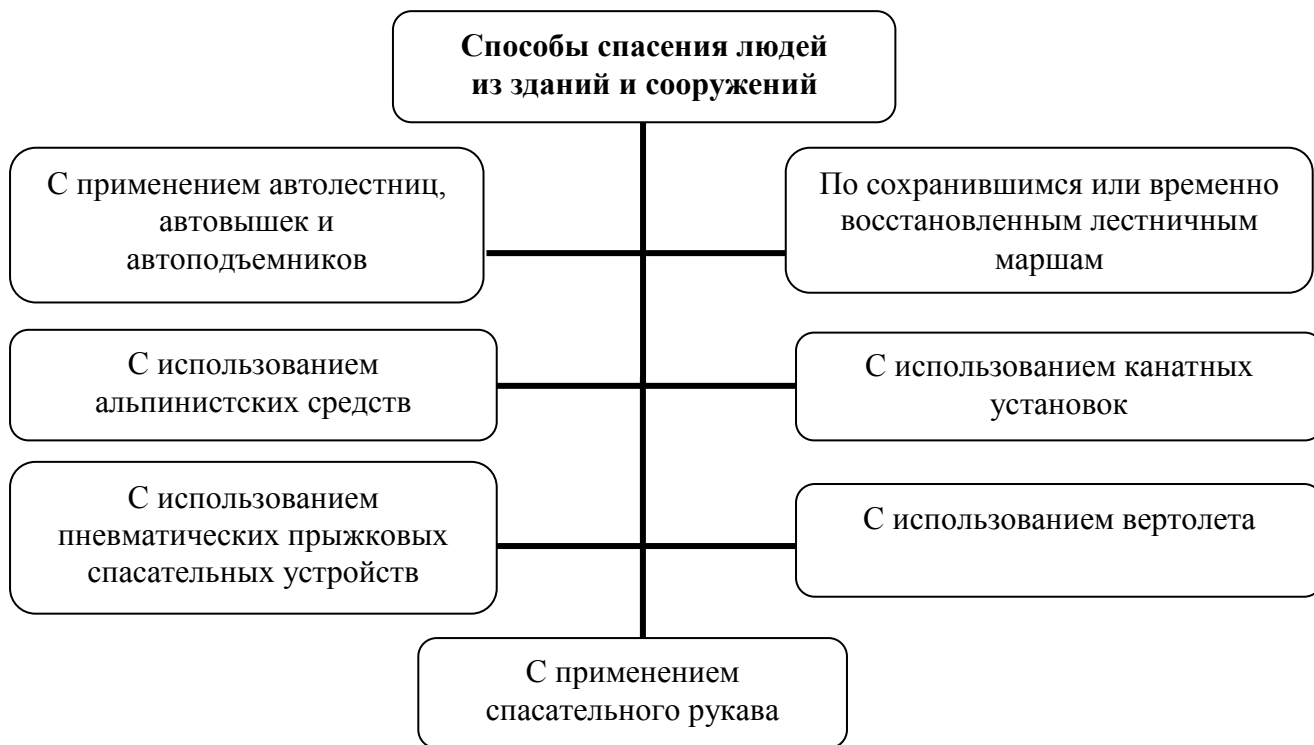 Способы спасения людей
из зданий и сооружений
С применением автолестниц,
автовышек и
автоподъемников
По сохранившимся или временно
восстановленным лестничным
маршам
С использованием
альпинистских средств
С использованием канатных
установок
С использованием
пневматических прыжковых
спасательных устройств
С использованием вертолета
С применением
спасательного рукава